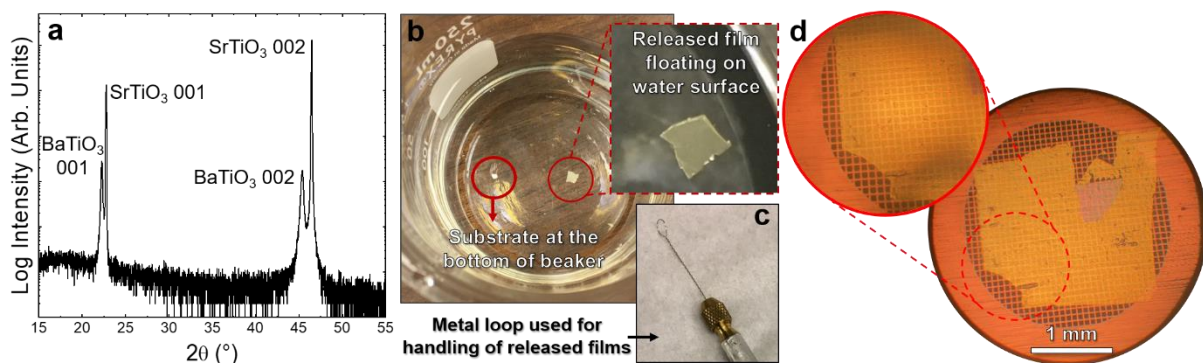 a
Log Intensity (Arb. Units)
BaTiO₃
001
SrTiO₃ 001
SrTiO₃ 002
BaTiO₃ 002
15 20 25 30 35 40 45 50 55
2θ (°)
b
250mL
PYREX
Released film
floating on
water surface
Substrate at the
bottom of beaker
c
Metal loop used for
handling of released films
d
1 mm